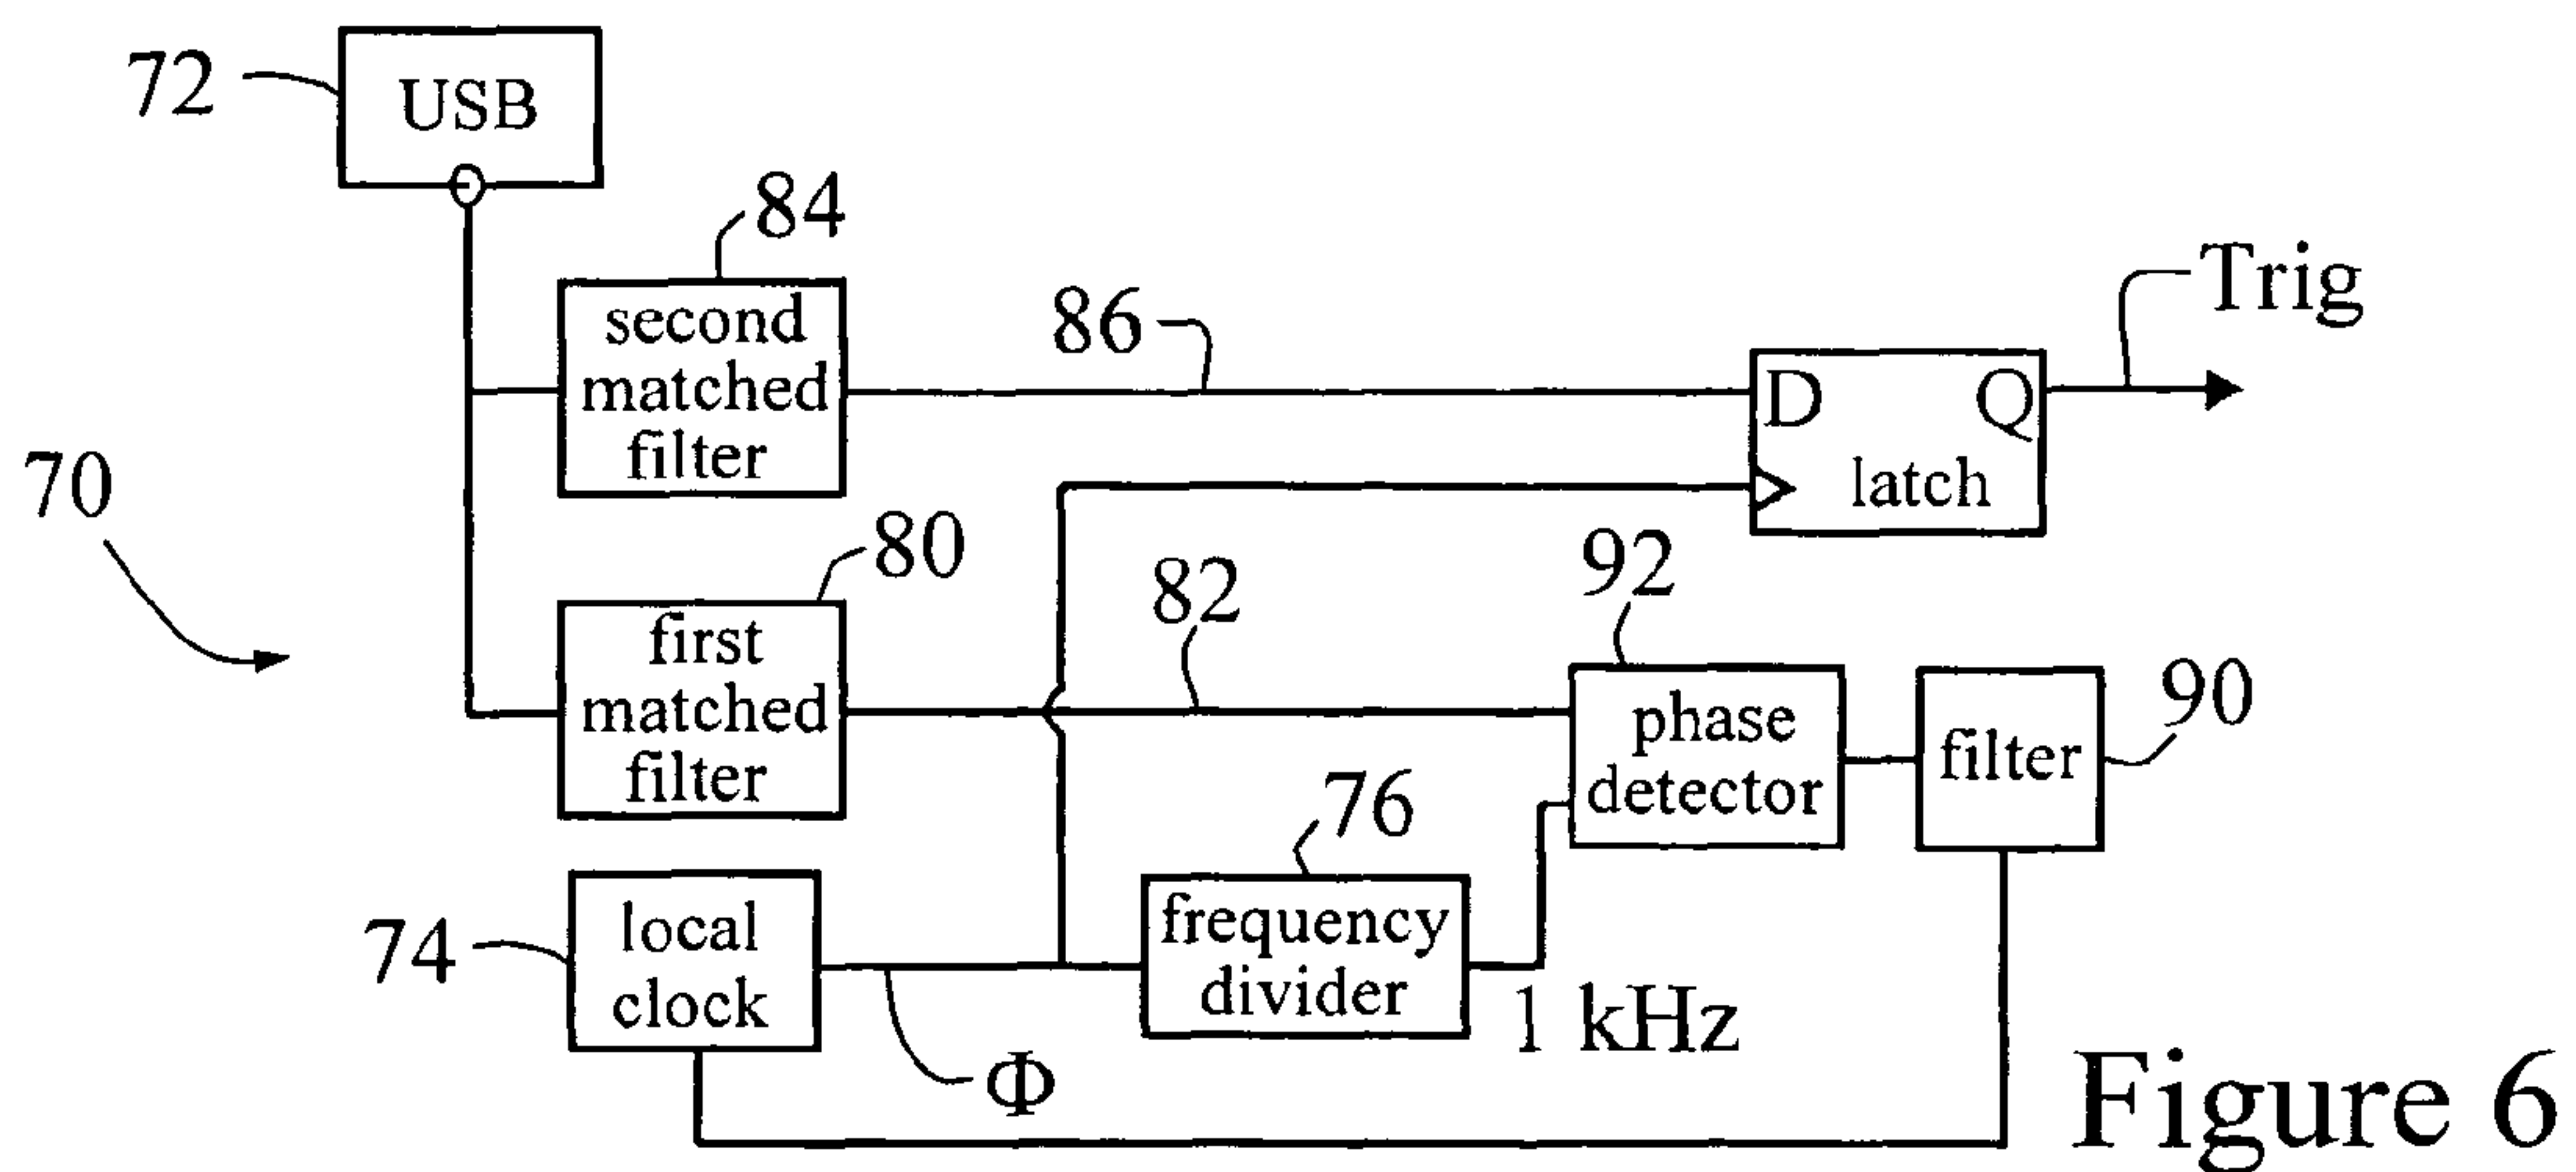 72
USB
84
second
matched
filter
86
Trig
D
Q
latch
70
80
first
matched
filter
82
92
phase
detector
filter
90
76
74
local
clock
frequency
divider
1 kHz
Φ
Figure 6